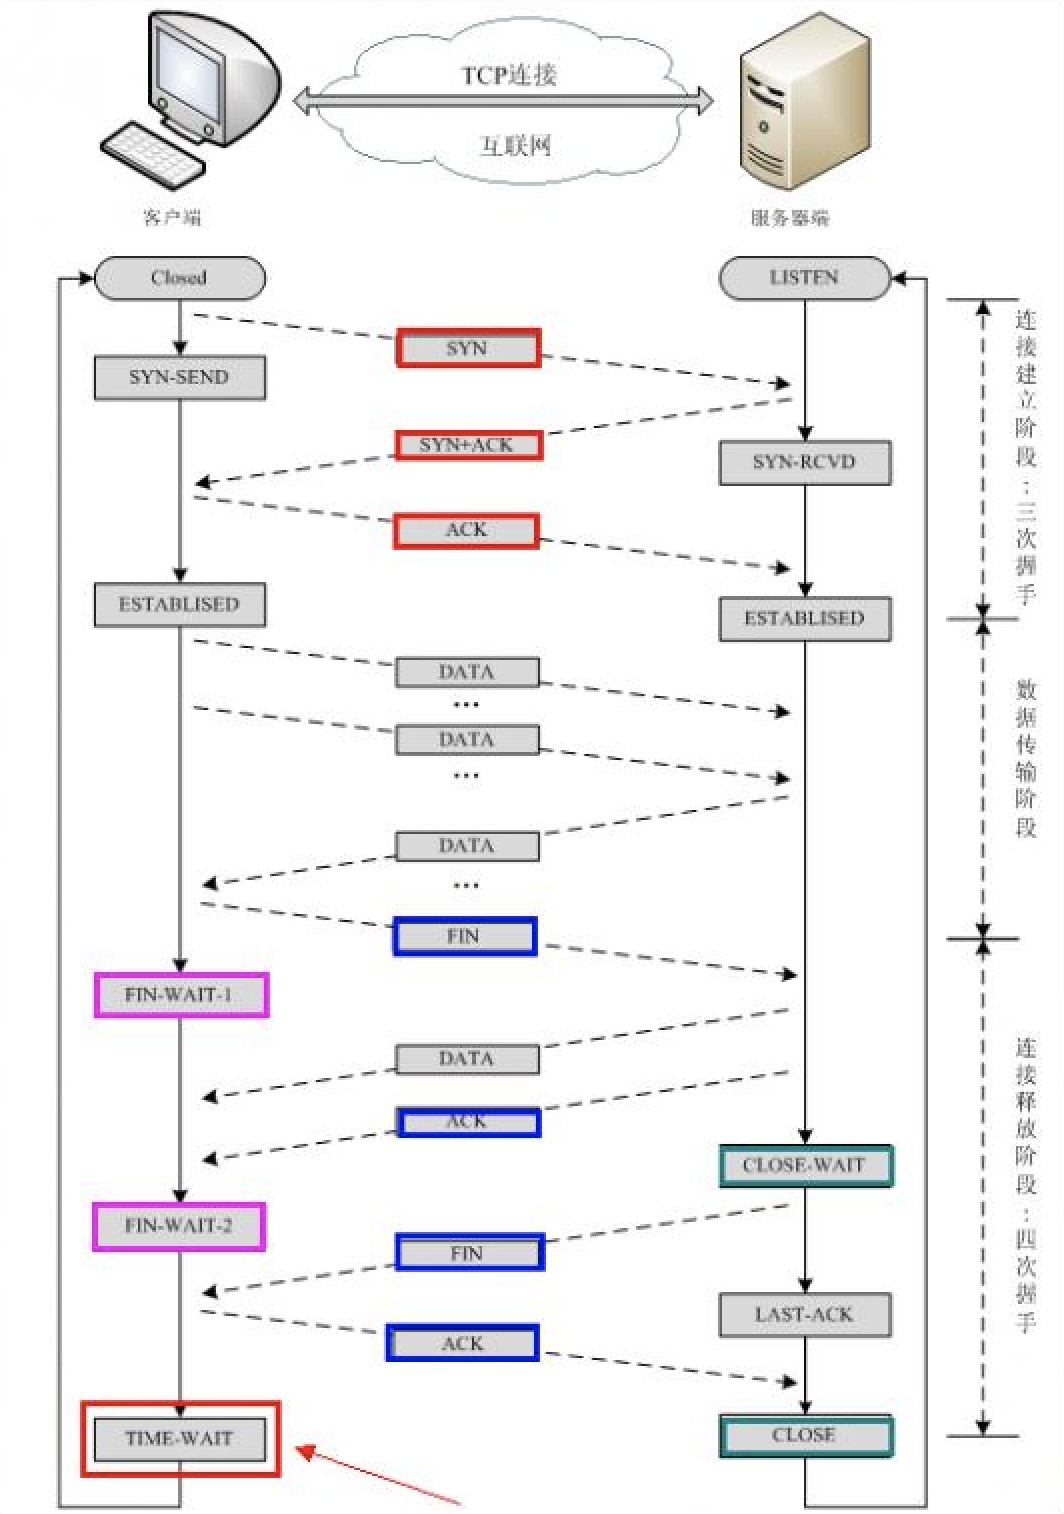 TCP连接
互联网
客户端
服务器端
Closed
LISTEN
SYN
SYN-SEND
SYN+ACK
SYN-RCVD
ACK
ESTABLISED
ESTABLISED
连接建立阶段：三次握手
DATA
...
DATA
...
DATA
...
数据传输阶段
FIN
FIN-WAIT-1
DATA
ACK
CLOSE-WAIT
FIN-WAIT-2
FIN
LAST-ACK
ACK
TIME-WAIT
CLOSE
连接释放阶段：四次握手